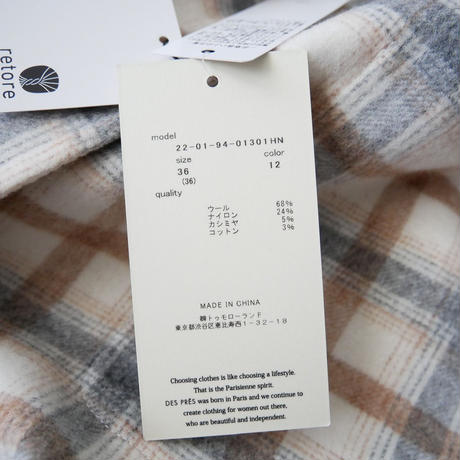 retore
model
22-01-94-01301HN
size color
36 12
(36)
quality
ウール 68%
ナイロン 24%
カシミヤ 5%
コットン 3%
MADE IN CHINA
㈱トゥモローランド
東京都渋谷区恵比寿西1-32-18
Choosing clothes is like choosing a lifestyle.
That is the Parisienne spirit.
DES PRÉS was born in Paris and we continue to
create clothing for women out there,
who are beautiful and independent.